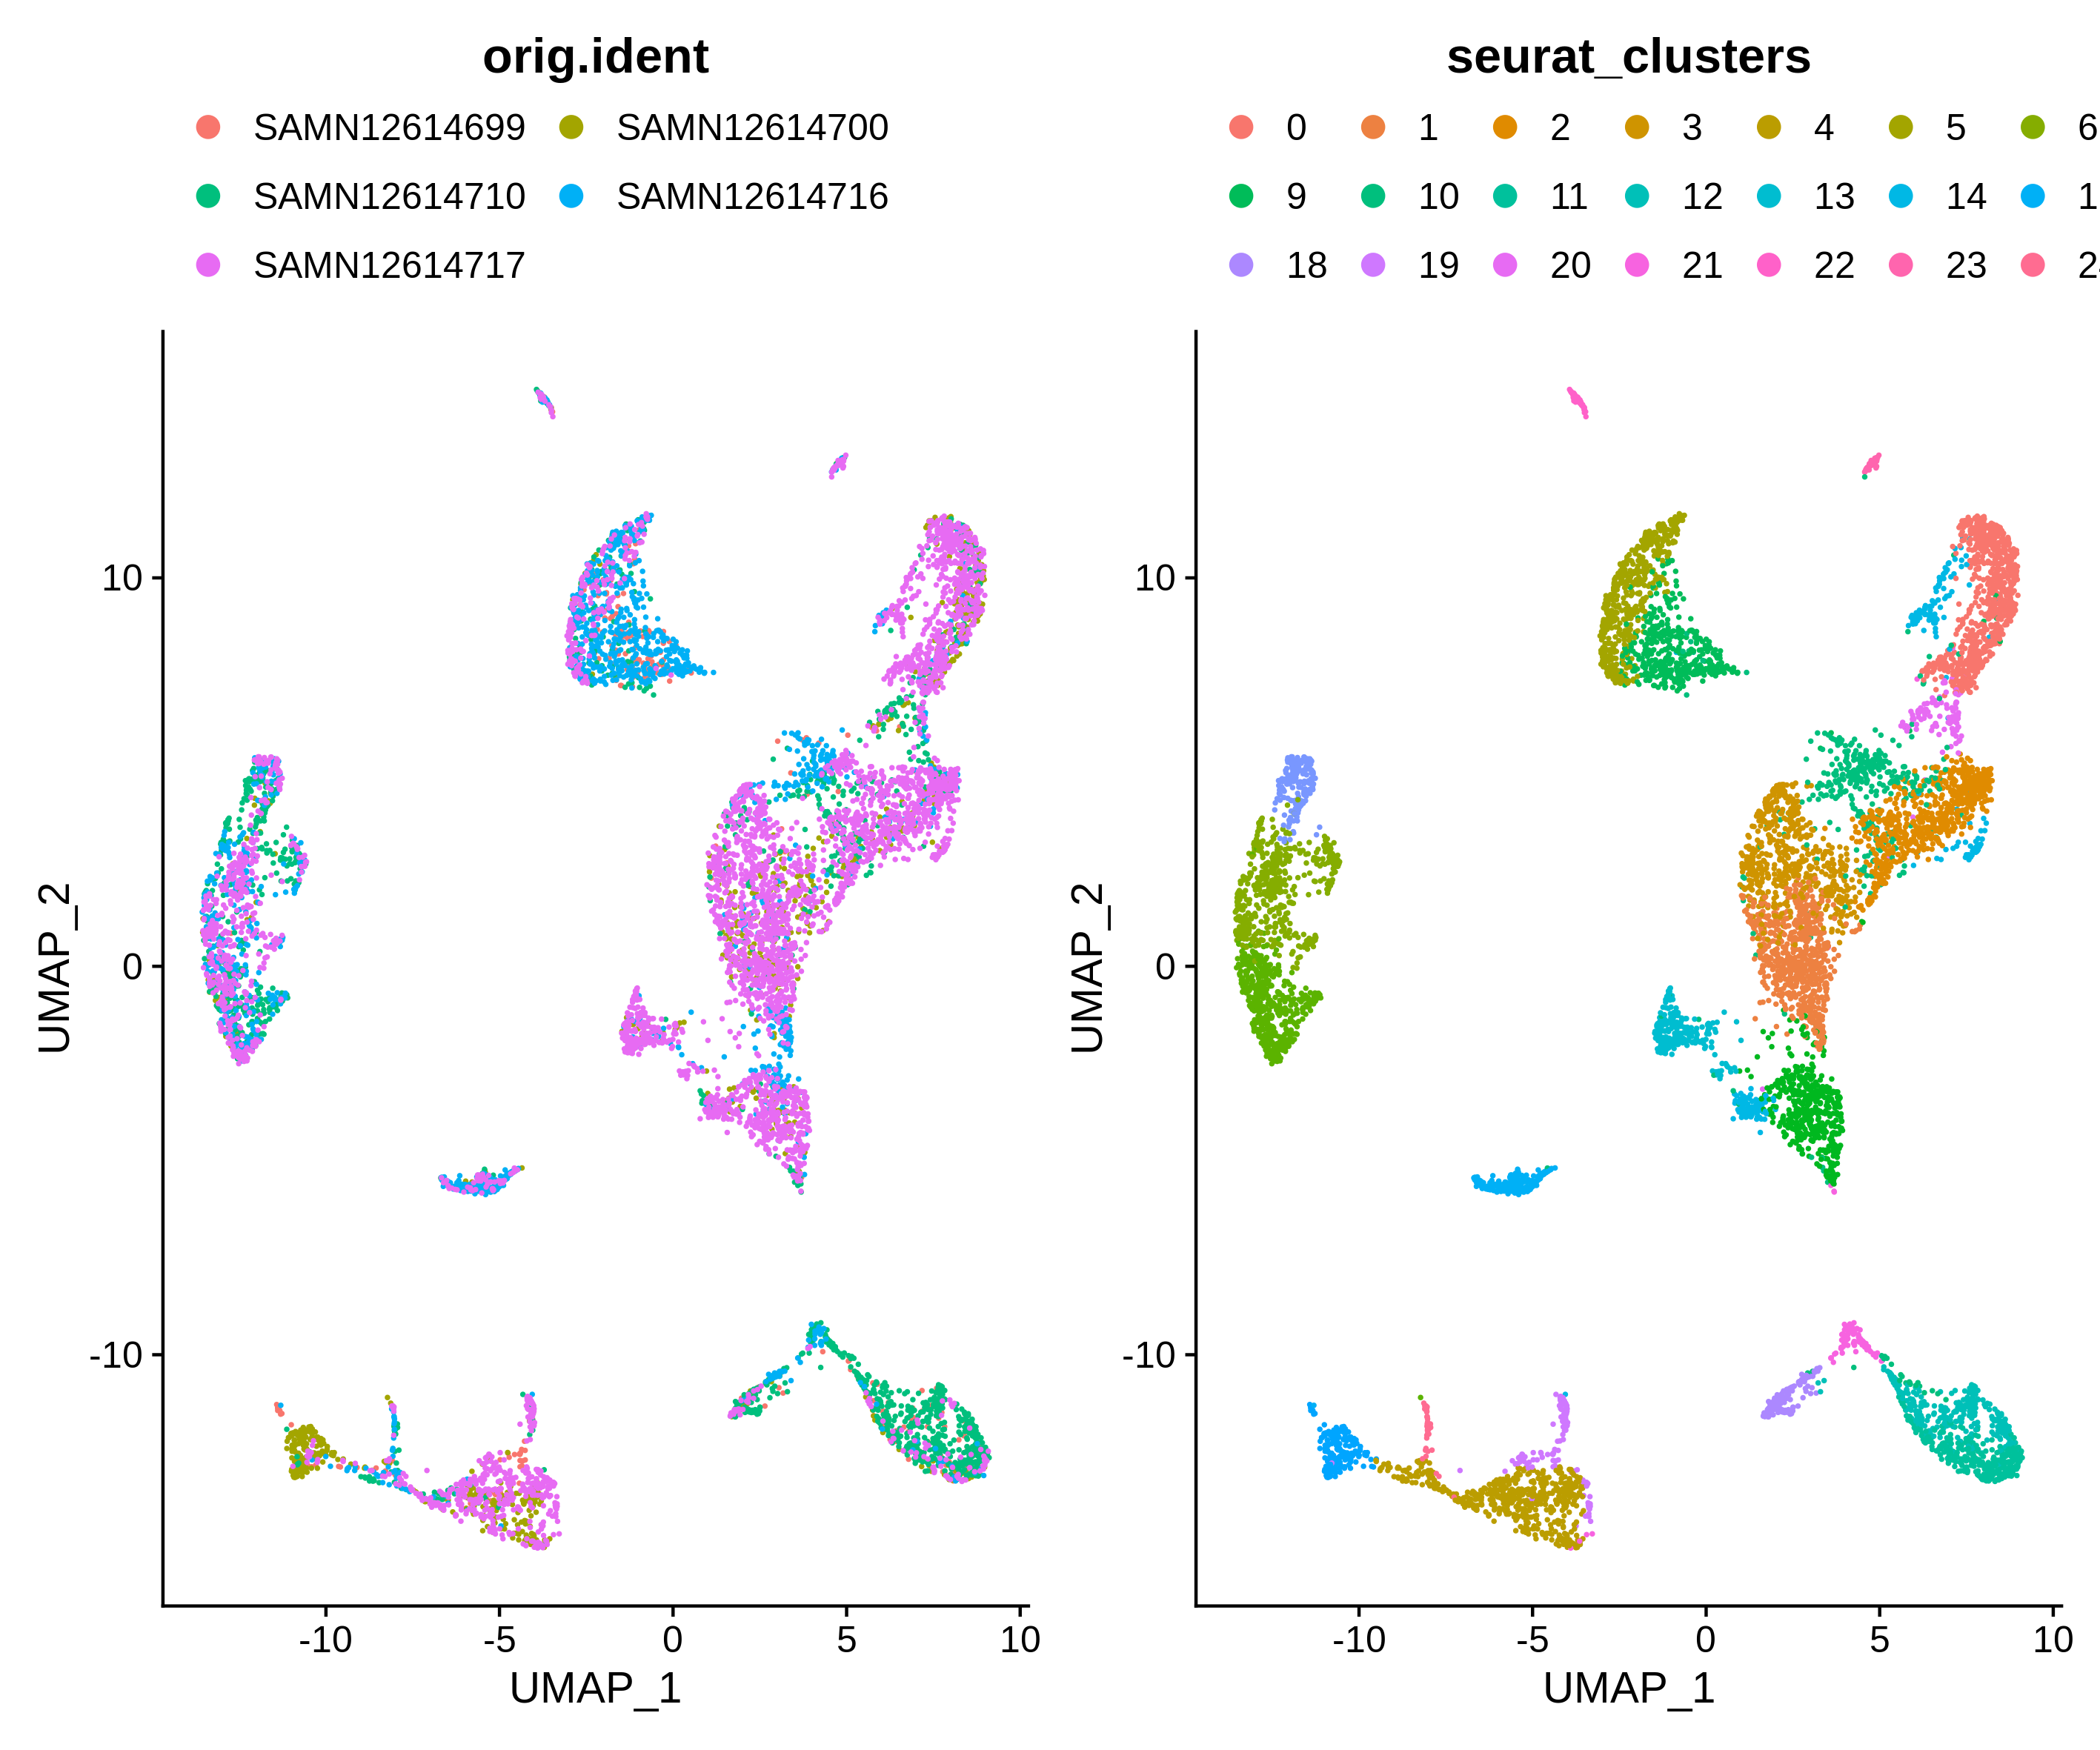 orig.ident
SAMN12614699 SAMN12614700
SAMN12614710 SAMN12614716
SAMN12614717
UMAP_2
10
0
-10
-10 -5 0 5 10
UMAP_1
seurat_clusters
0 1 2 3 4 5 6
9 10 11 12 13 14
18 19 20 21 22 23
UMAP_2
10
0
-10
-10 -5 0 5 10
UMAP_1